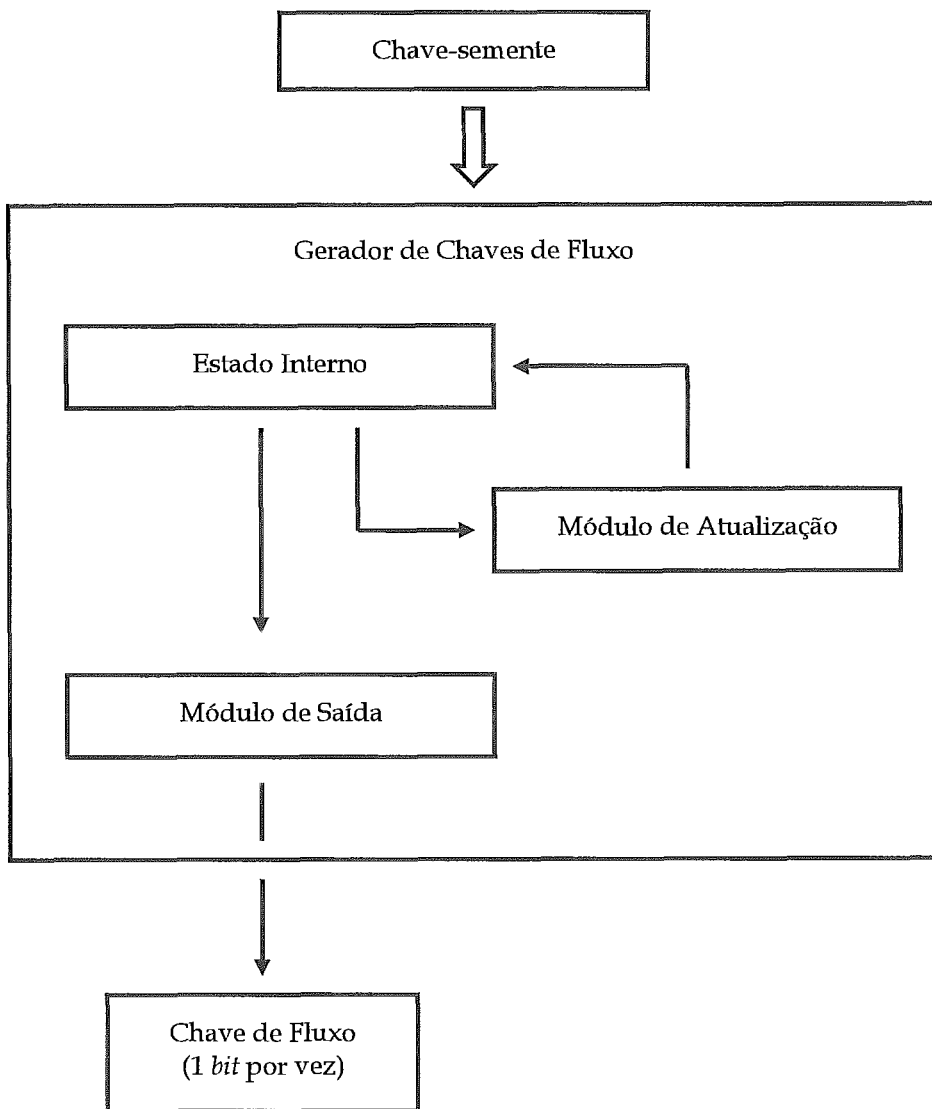 Chave-semente
Gerador de Chaves de Fluxo
Estado Interno
Módulo de Atualização
Módulo de Saída
Chave de Fluxo
(1 bit por vez)